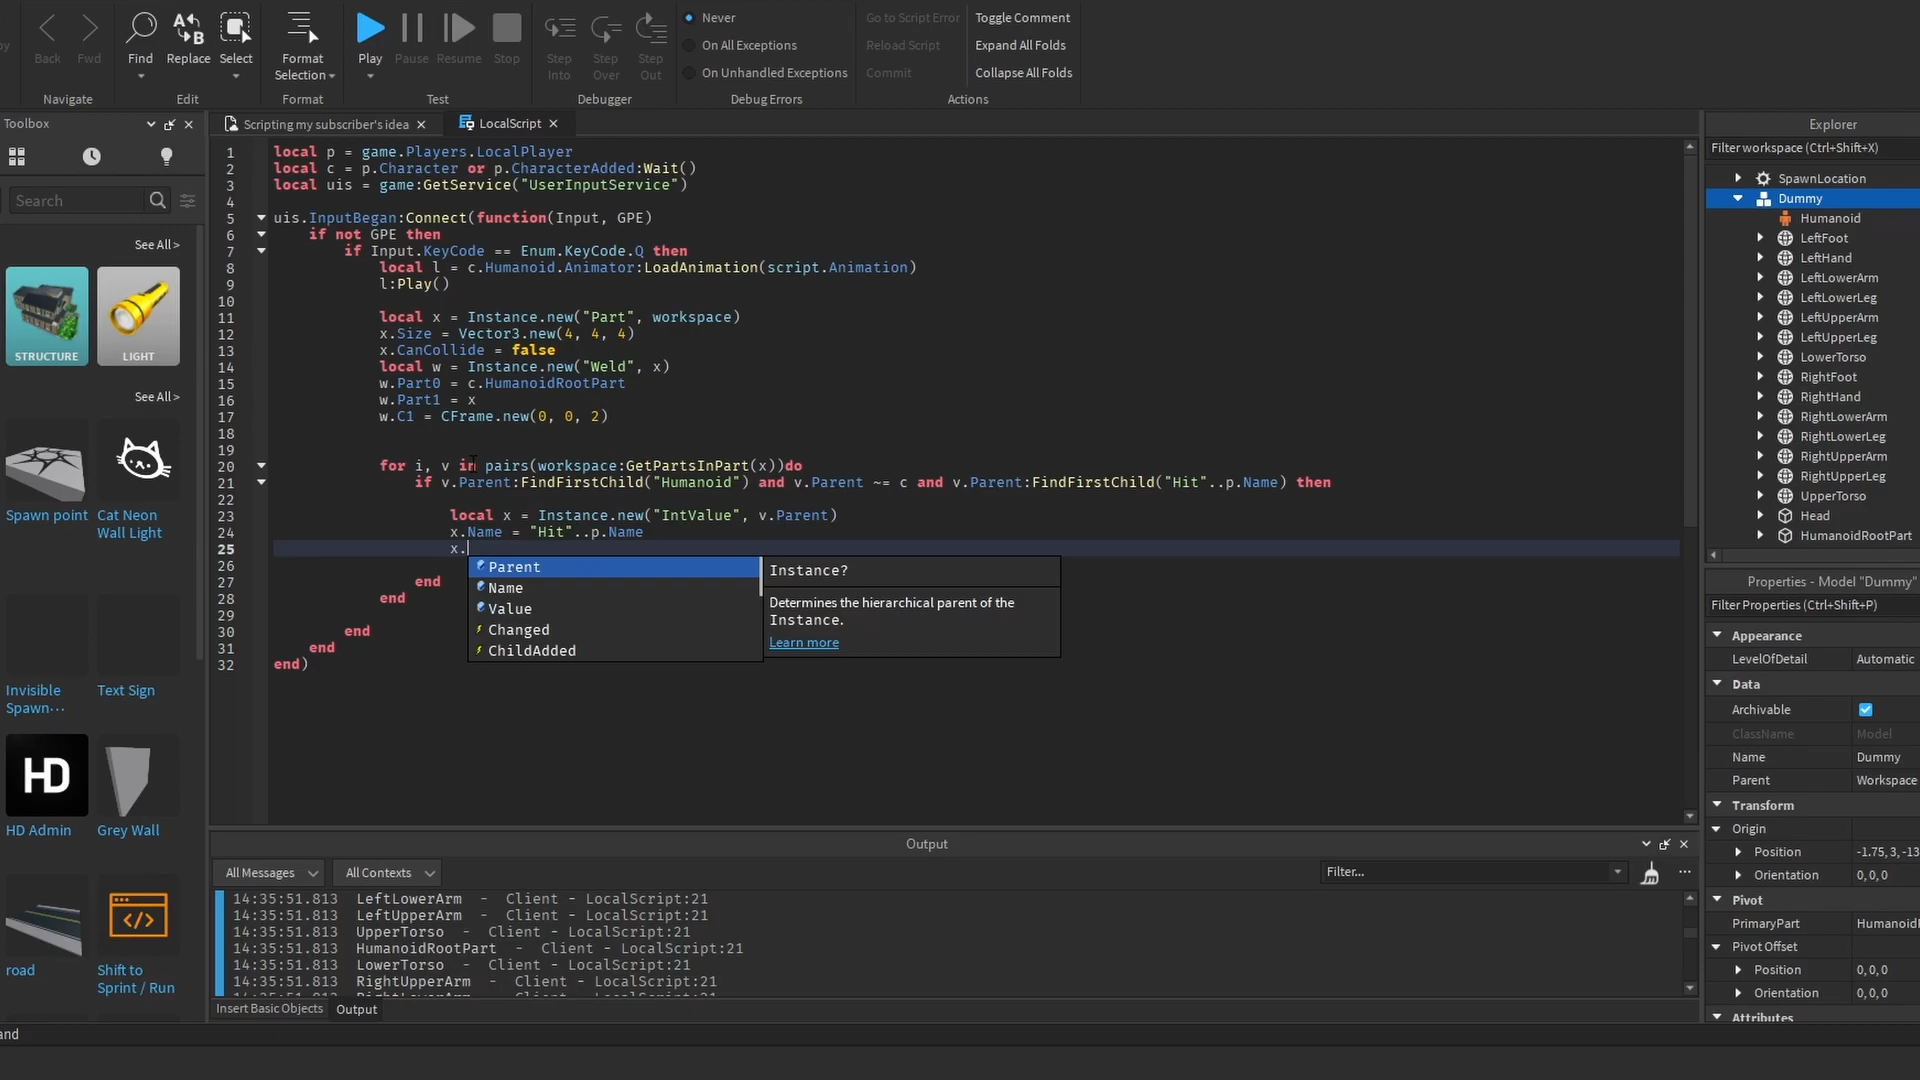 Back
Fwd
Find
Replace
Select
Format
Selection
Play
Pause
Resume
Stop
Step
Into
Step
Over
Step
Out
Never
On All Exceptions
On Unhandled Exceptions
Go to Script Error
Reload Script
Commit
Toggle Comment
Expand All Folds
Collapse All Folds
Navigate
Edit
Format
Test
Debugger
Debug Errors
Actions
Toolbox
Search
See All >
STRUCTURE
LIGHT
See All >
Spawn point
Cat Neon
Wall Light
Invisible
Spawn···
Text Sign
HD
HD Admin
Grey Wall
road
Shift to
Sprint / Run
Scripting my subscriber's idea
LocalScript
1 local p = game.Players.LocalPlayer
2 local c = p.Character or p.CharacterAdded:Wait()
3 local uis = game:GetService("UserInputService")
4
5 uis.InputBegan:Connect(function(Input, GPE)
6 if not GPE then
7 if Input.KeyCode == Enum.KeyCode.Q then
8 local l = c.Humanoid.Animator:LoadAnimation(script.Animation)
9 l:Play()
10
11 local x = Instance.new("Part", workspace)
12 x.Size = Vector3.new(4, 4, 4)
13 x.CanCollide = false
14 local w = Instance.new("Weld", x)
15 w.Part0 = c.HumanoidRootPart
16 w.Part1 = x
17 w.C1 = CFrame.new(0, 0, 2)
18
19
20 for i, v in pairs(workspace:GetPartsInPart(x))do
21 if v.Parent:FindFirstChild("Humanoid") and v.Parent ~= c and v.Parent:FindFirstChild("Hit"..p.Name) then
22
23 local x = Instance.new("IntValue", v.Parent)
24 x.Name = "Hit"..p.Name
25 x.
26
27 end
28 end
29
30 end
31 end
32 end)
Parent
Name
Value
Changed
ChildAdded
Instance?
Determines the hierarchical parent of the
Instance.
Learn more
Output
All Messages
All Contexts
Filter...
14:35:51.813 LeftLowerArm - Client - LocalScript:21
14:35:51.813 LeftUpperArm - Client - LocalScript:21
14:35:51.813 UpperTorso - Client - LocalScript:21
14:35:51.813 HumanoidRootPart - Client - LocalScript:21
14:35:51.813 LowerTorso - Client - LocalScript:21
14:35:51.813 RightUpperArm - Client - LocalScript:21
14:35:51.813 RightLowerArm - Client - LocalScript:21
Insert Basic Objects
Output
and
Explorer
Filter workspace (Ctrl+Shift+X)
SpawnLocation
Dummy
Humanoid
LeftFoot
LeftHand
LeftLowerArm
LeftLowerLeg
LeftUpperArm
LeftUpperLeg
LowerTorso
RightFoot
RightHand
RightLowerArm
RightLowerLeg
RightUpperArm
RightUpperLeg
UpperTorso
Head
HumanoidRootPart
Properties - Model "Dummy"
Filter Properties (Ctrl+Shift+P)
Appearance
LevelOfDetail Automatic
Data
Archivable
ClassName Model
Name Dummy
Parent Workspace
Transform
Origin
Position -1.75, 3, -13
Orientation 0, 0, 0
Pivot
PrimaryPart Humanoid
Pivot Offset
Position 0, 0, 0
Orientation 0, 0, 0
Attributes